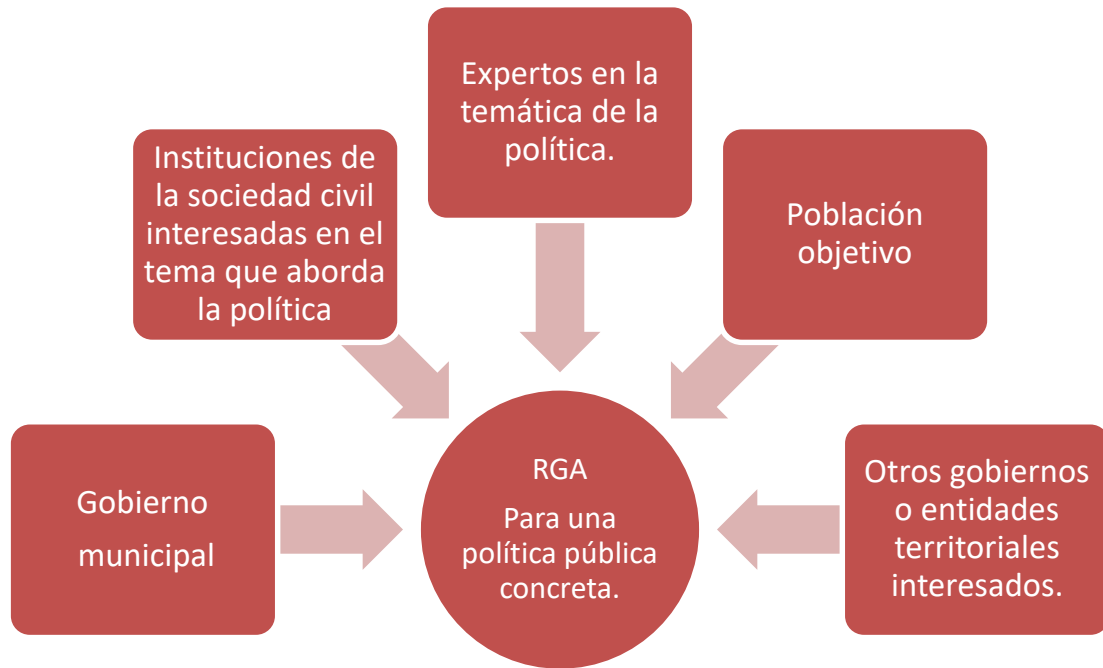 Expertos en la
temática de la
política.
Instituciones de
la sociedad civil
interesadas en el
tema que aborda
la política
Población
objetivo
Gobierno
municipal
RGA
Para una
política pública
concreta.
Otros gobiernos
o entidades
territoriales
interesados.